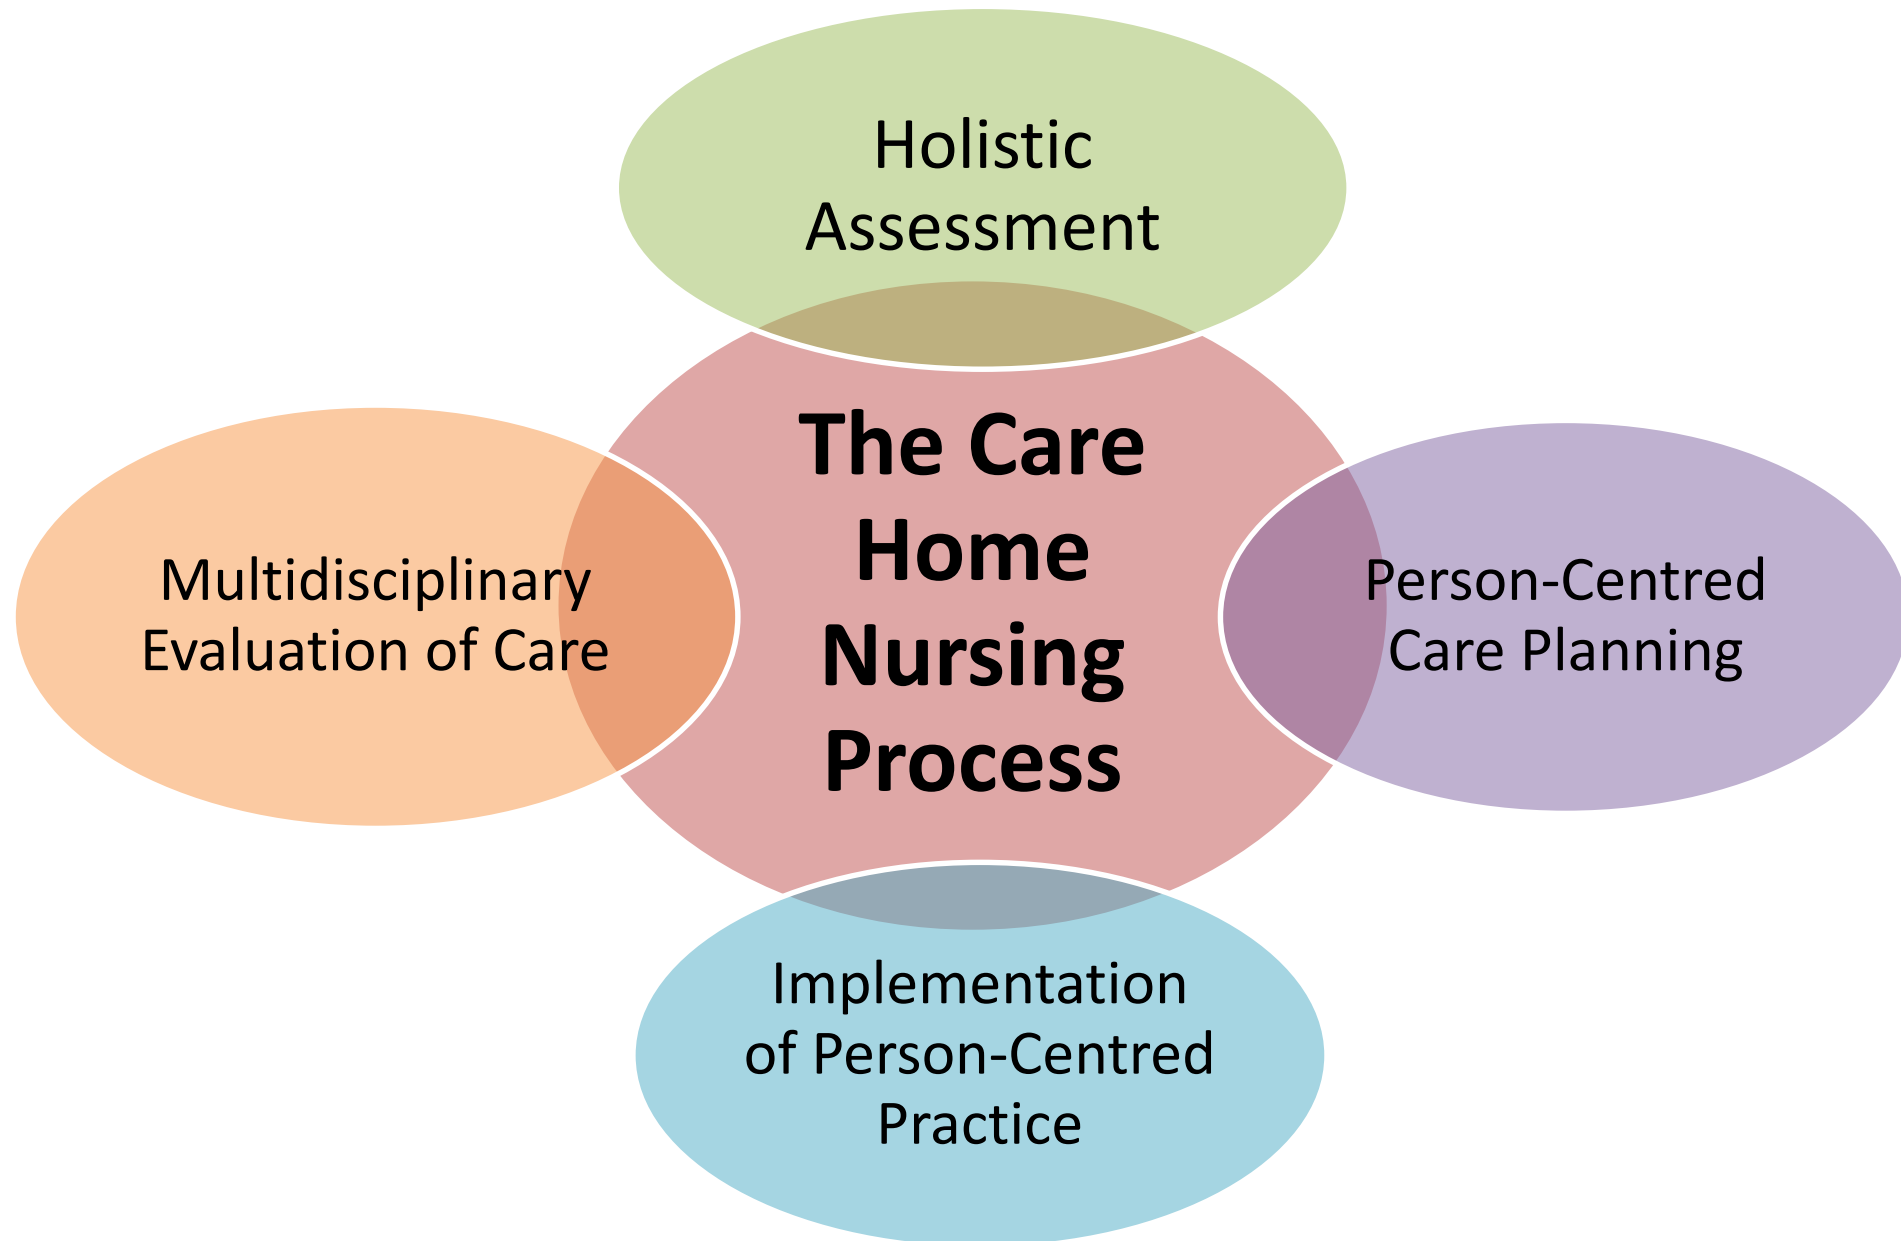 Holistic
Assessment
The Care
Home
Nursing
Process
Multidisciplinary
Evaluation of Care
Person-Centred
Care Planning
Implementation
of Person-Centred
Practice